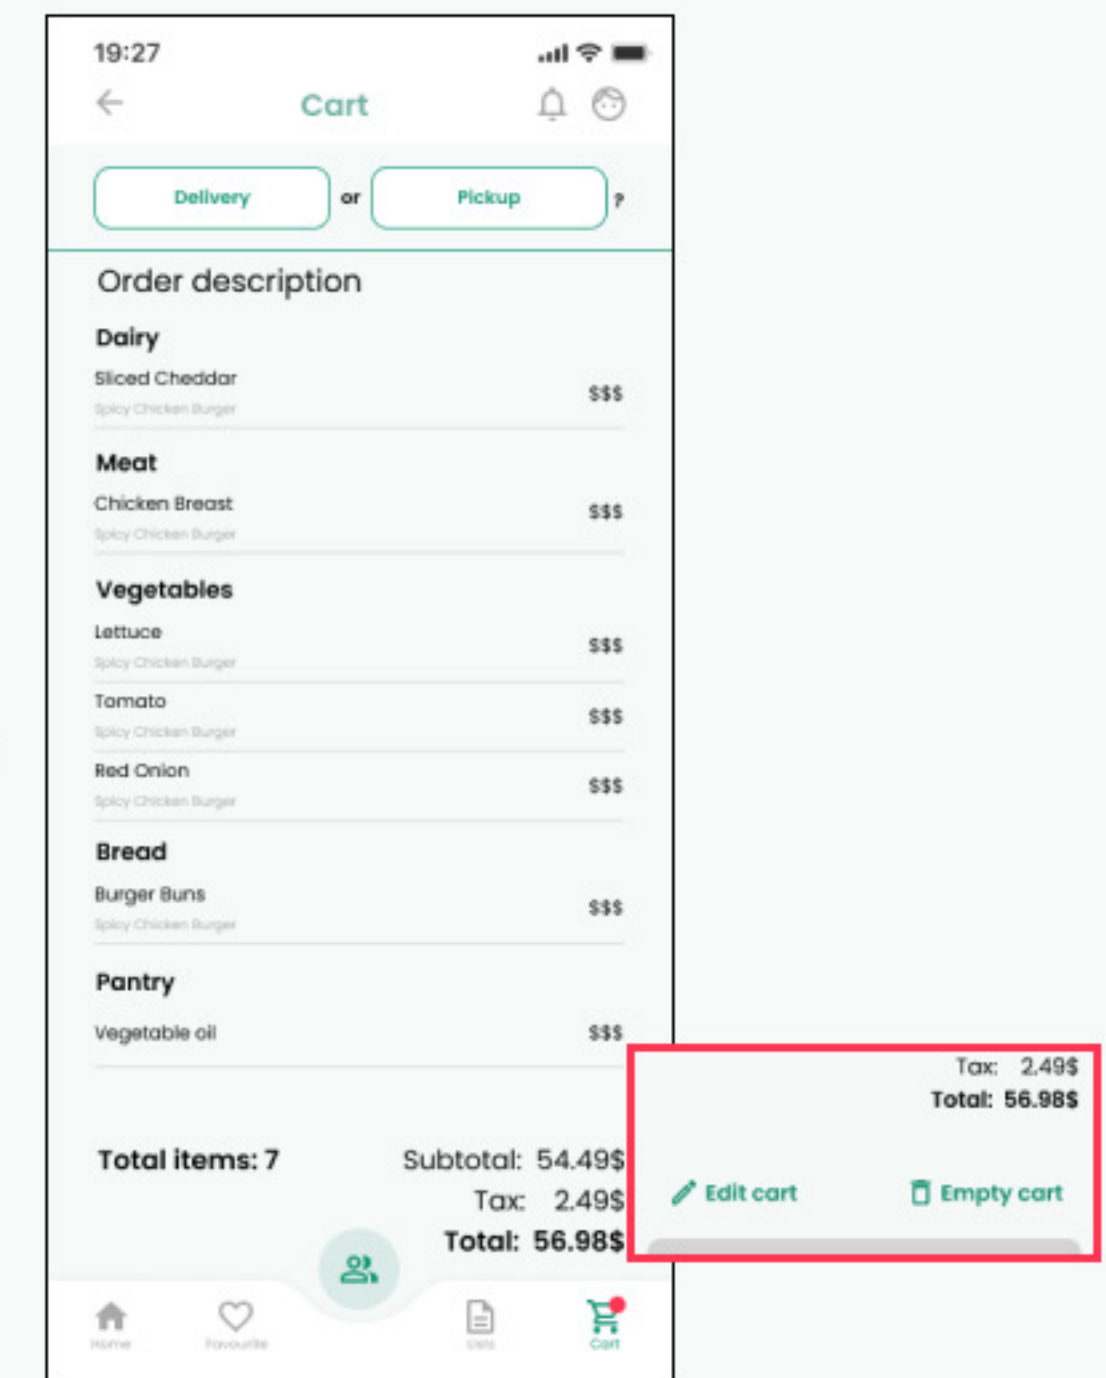 19:27
Cart
Delivery or Pickup ?
Order description
Dairy
Sliced Cheddar
$$$
Spicy Chicken Burger
Meat
Chicken Breast
$$$
Spicy Chicken Burger
Vegetables
Lettuce
$$$
Spicy Chicken Burger
Tomato
$$$
Spicy Chicken Burger
Red Onion
$$$
Spicy Chicken Burger
Bread
Burger Buns
$$$
Spicy Chicken Burger
Pantry
Vegetable oil $$$
Total items: 7 Subtotal: 54.49$
Tax: 2.49$
Total: 56.98$
Home Favourite Lists Cart
Tax: 2.49$
Total: 56.98$
Edit cart Empty cart